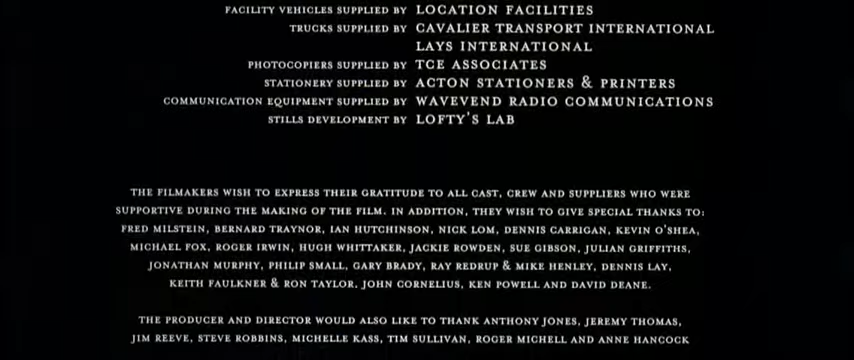 FACILITY VEHICLES SUPPLIED BY LOCATION FACILITIES
TRUCKS SUPPLIED BY CAVALIER TRANSPORT INTERNATIONAL
LAYS INTERNATIONAL
PHOTOCOPIERS SUPPLIED BY TCE ASSOCIATES
STATIONERY SUPPLIED BY ACTON STATIONERS & PRINTERS
COMMUNICATION EQUIPMENT SUPPLIED BY WAVEVEND RADIO COMMUNICATIONS
STILLS DEVELOPMENT BY LOFTY'S LAB
THE FILMAKERS WISH TO EXPRESS THEIR GRATITUDE TO ALL CAST, CREW AND SUPPLIERS WHO WERE
SUPPORTIVE DURING THE MAKING OF THE FILM. IN ADDITION, THEY WISH TO GIVE SPECIAL THANKS TO:
FRED MILSTEIN, BERNARD TRAYNOR, IAN HUTCHINSON, NICK LOM, DENNIS CARRIGAN, KEVIN O'SHEA,
MICHAEL FOX, ROGER IRWIN, HUGH WHITTAKER, JACKIE ROWDEN, SUE GIBSON, JULIAN GRIFFITHS,
JONATHAN MURPHY, PHILIP SMALL, GARY BRADY, RAY REDRUP & MIKE HENLEY, DENNIS LAY,
KEITH FAULKNER & RON TAYLOR. JOHN CORNELIUS, KEN POWELL AND DAVID DEANE.
THE PRODUCER AND DIRECTOR WOULD ALSO LIKE TO THANK ANTHONY JONES, JEREMY THOMAS,
JIM REEVE, STEVE ROBBINS, MICHELLE KASS, TIM SULLIVAN, ROGER MICHELL AND ANNE HANCOCK